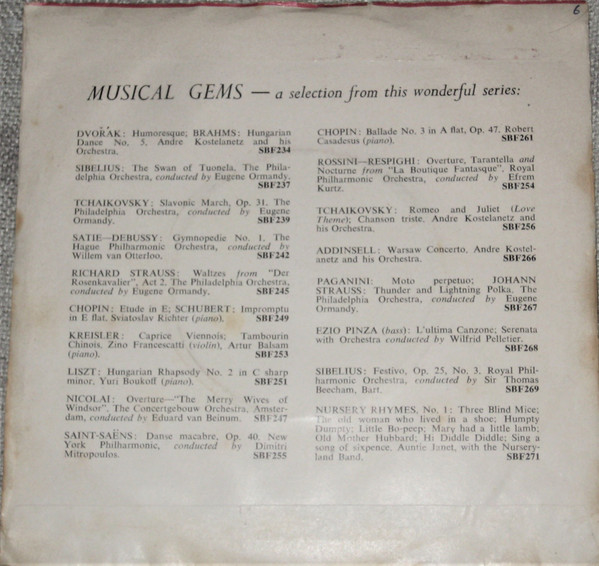 6
MUSICAL GEMS — a selection from this wonderful series:
DVOŘÁK: Humoresque; BRAHMS: Hungarian
Dance No. 5, Andre Kostelanetz and his
Orchestra. SBF234
SIBELIUS: The Swan of Tuonela, The Phila-
delphia Orchestra, conducted by Eugene Ormandy.
SBF237
TCHAIKOVSKY: Slavonic March, Op. 31, The
Philadelphia Orchestra, conducted by Eugene
Ormandy. SBF239
SATIE—DEBUSSY: Gymnopedie No. 1, The
Hague Philharmonic Orchestra, conducted by
Willem van Otterloo. SBF242
RICHARD STRAUSS: Waltzes from "Der
Rosenkavalier", Act 2. The Philadelphia Orchestra,
conducted by Eugene Ormandy. SBF245
CHOPIN: Etude in E; SCHUBERT: Impromptu
in E flat, Sviatoslav Richter (piano). SBF249
KREISLER: Caprice Viennois; Tambourin
Chinois, Zino Francescatti (violin), Artur Balsam
(piano). SBF253
LISZT: Hungarian Rhapsody No. 2 in C sharp
minor, Yuri Boukoff (piano). SBF251
NICOLAI: Overture—"The Merry Wives of
Windsor". The Concertgebouw Orchestra, Amster-
dam, conducted by Eduard van Beinum. SBF247
SAINT-SAËNS: Danse macabre, Op. 40, New
York Philharmonic, conducted by Dimitri
Mitropoulos. SBF255
CHOPIN: Ballade No. 3 in A flat, Op. 47, Robert
Casadesus (piano). SBF261
ROSSINI—RESPIGHI: Overture, Tarantella and
Nocturne from "La Boutique Fantasque", Royal
Philharmonic Orchestra, conducted by Efrem
Kurtz. SBF254
TCHAIKOVSKY: Romeo and Juliet (Love
Theme); Chanson triste, Andre Kostelanetz and
his Orchestra. SBF256
ADDINSELL: Warsaw Concerto, Andre Kostel-
anetz and his Orchestra. SBF266
PAGANINI: Moto perpetuo; JOHANN
STRAUSS: Thunder and Lightning Polka, The
Philadelphia Orchestra, conducted by Eugene
Ormandy. SBF267
EZIO PINZA (bass): L'ultima Canzone; Serenata
with Orchestra conducted by Wilfrid Pelletier.
SBF268
SIBELIUS: Festivo, Op. 25, No. 3, Royal Phil-
harmonic Orchestra, conducted by Sir Thomas
Beecham, Bart. SBF269
NURSERY RHYMES, No. 1: Three Blind Mice;
The old woman who lived in a shoe; Humpty
Dumpty; Little Bo-peep; Mary had a little lamb;
Old Mother Hubbard; Hi Diddle Diddle; Sing a
song of sixpence. Auntie Janet, with the Nursery-
land Band. SBF271